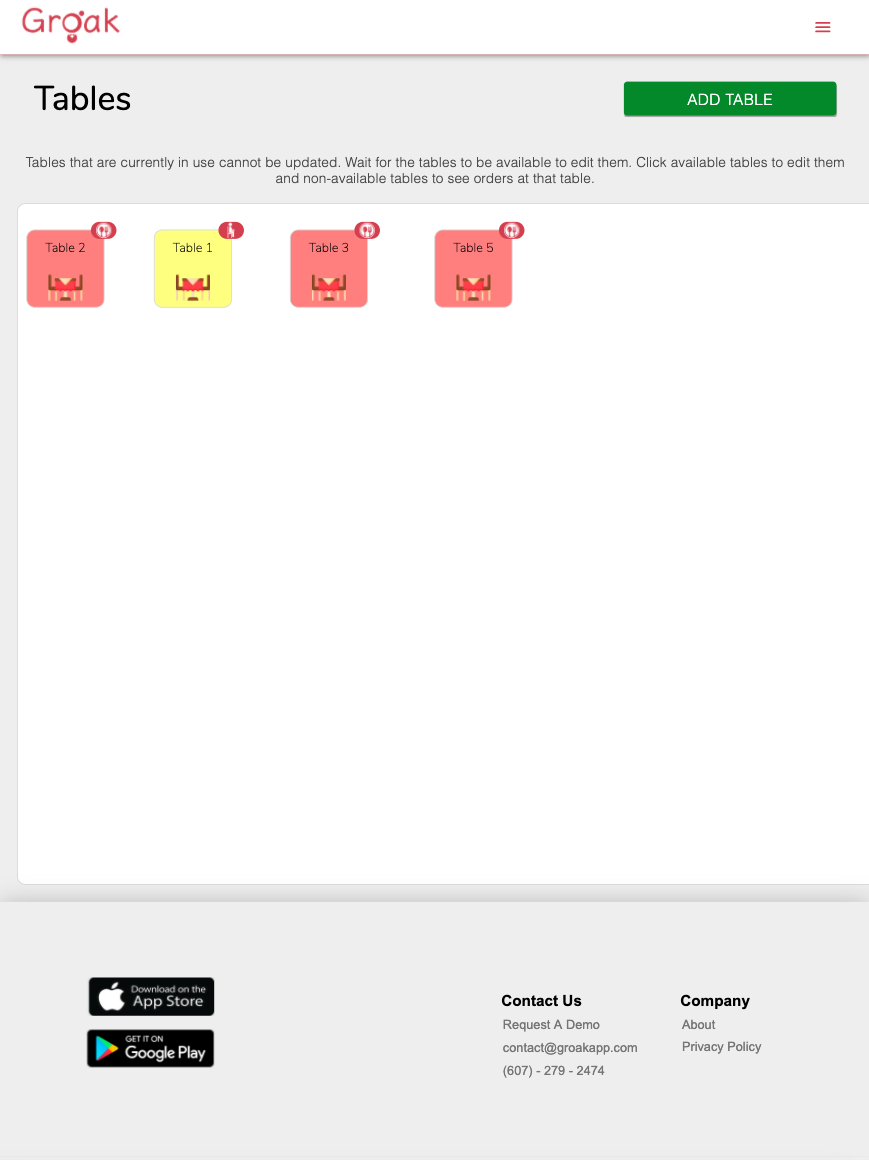 Groak
Tables
ADD TABLE
Tables that are currently in use cannot be updated. Wait for the tables to be available to edit them. Click available tables to edit them
and non-available tables to see orders at that table.
Table 2
Table 1
Table 3
Table 5
Download on the
App Store
GET IT ON
Google Play
Contact Us
Request A Demo
contact@groakapp.com
(607) - 279 - 2474
Company
About
Privacy Policy